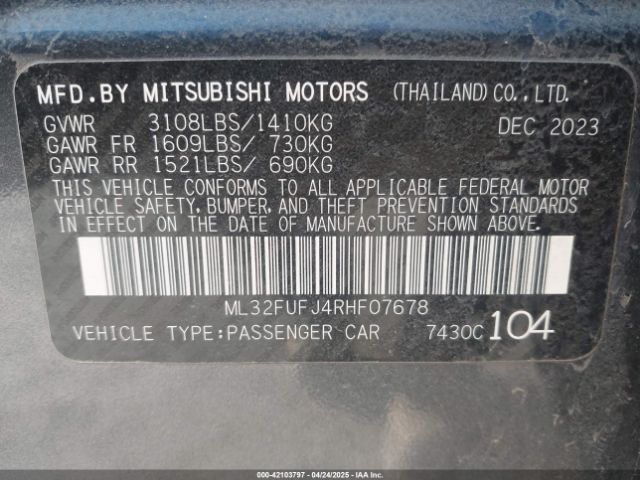 MFD.BY MITSUBISHI MOTORS (THAILAND)CO.,LTD.
GVWR 3108LBS/1410KG DEC 2023
GAWR FR 1609LBS/ 730KG
GAWR RR 1521LBS/ 690KG
THIS VEHICLE CONFORMS TO ALL APPLICABLE FEDERAL MOTOR
VEHICLE SAFETY, BUMPER, AND THEFT PREVENTION STANDARDS
IN EFFECT ON THE DATE OF MANUFACTURE SHOWN ABOVE.
ML32FUFJ4RHF07678
VEHICLE TYPE:PASSENGER CAR 7430C 104
000-42103797 - 04/24/2025 - IAAI.com